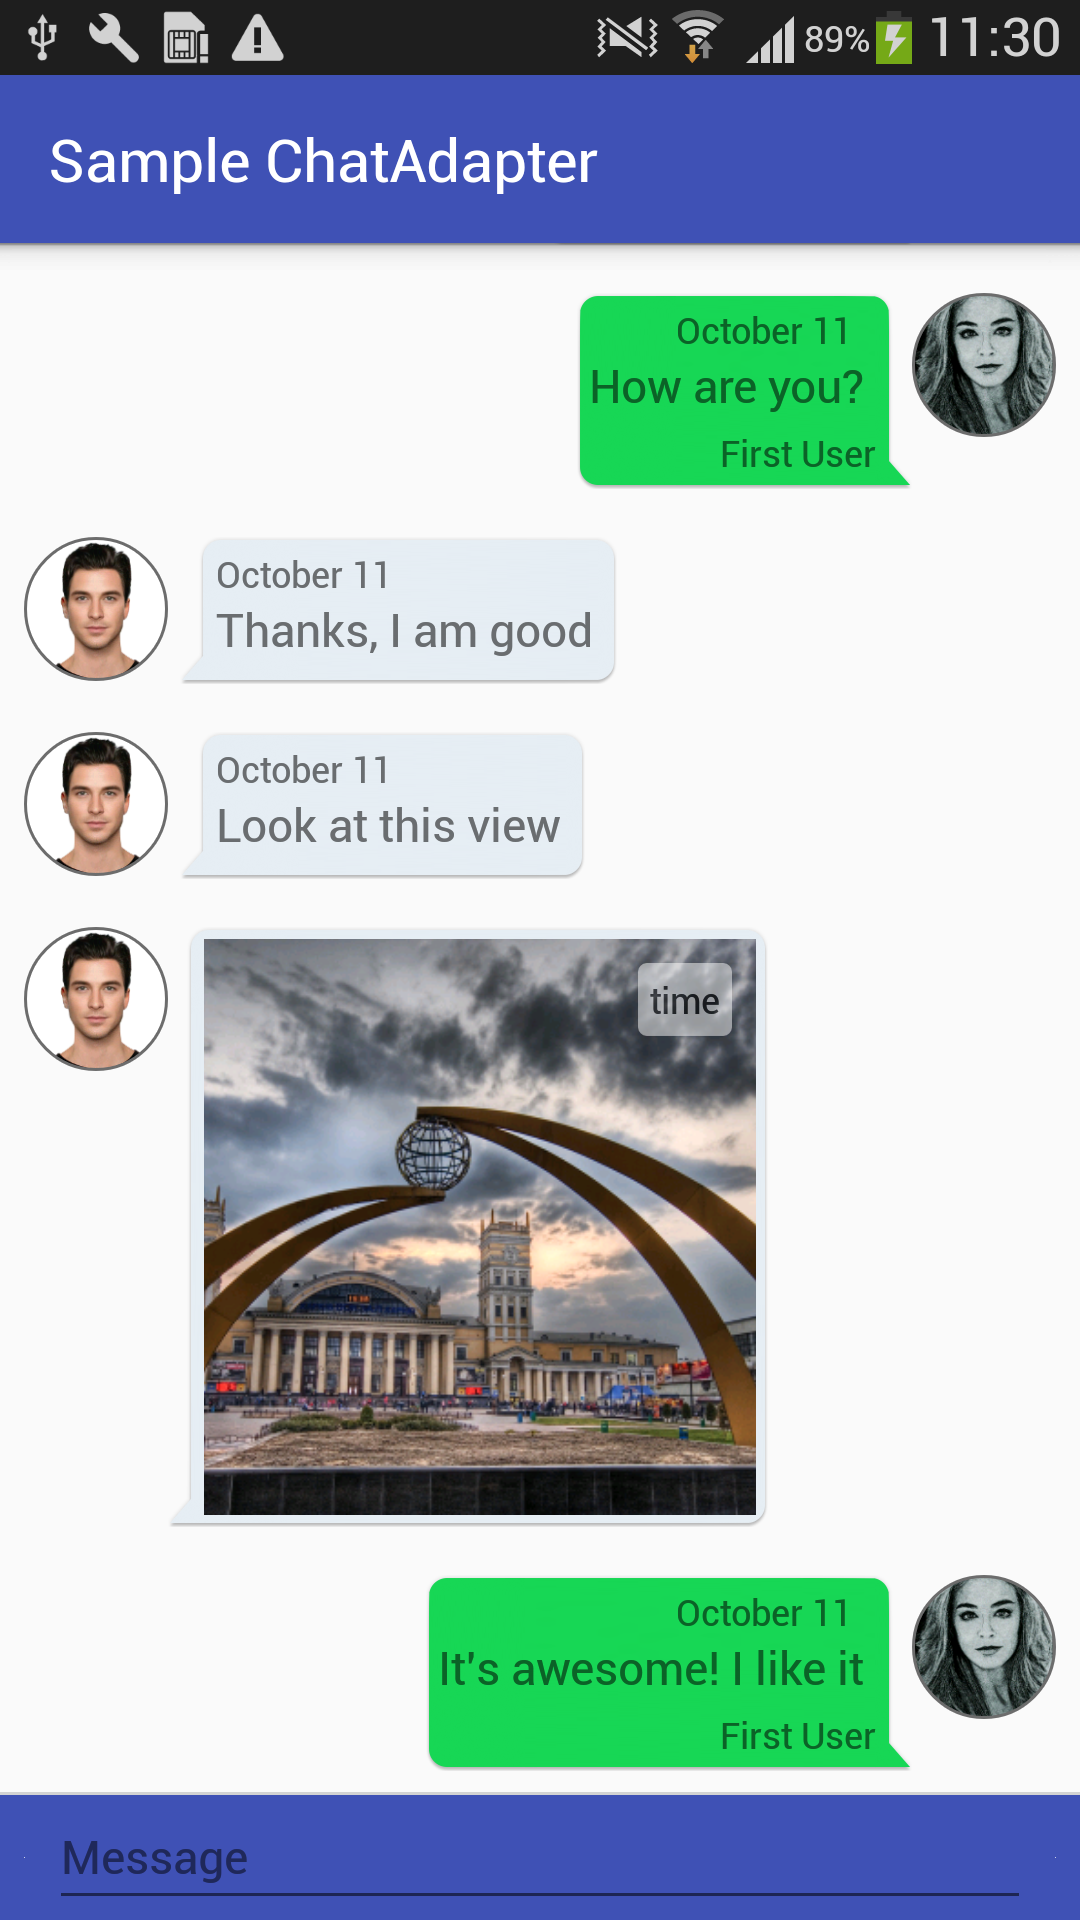 89% 11:30
Sample ChatAdapter
October 11
How are you?
First User
October 11
Thanks, I am good
October 11
Look at this view
time
October 11
It's awesome! I like it
First User
Message